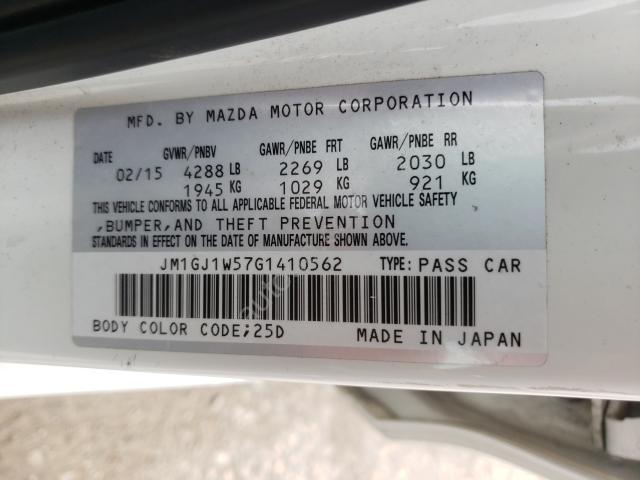 MFD. BY MAZDA MOTOR CORPORATION
DATE GVWR/PNBV GAWR/PNBE FRT GAWR/PNBE RR
02/15 4288 LB 2269 LB 2030 LB
1945 KG 1029 KG 921 KG
THIS VEHICLE CONFORMS TO ALL APPLICABLE FEDERAL MOTOR VEHICLE SAFETY
,BUMPER,AND THEFT PREVENTION
STANDARDS IN EFFECT ON THE DATE OF MANUFACTURE SHOWN ABOVE.
JM1GJ1W57G1410562 TYPE: PASS CAR
BODY COLOR CODE;25D MADE IN JAPAN